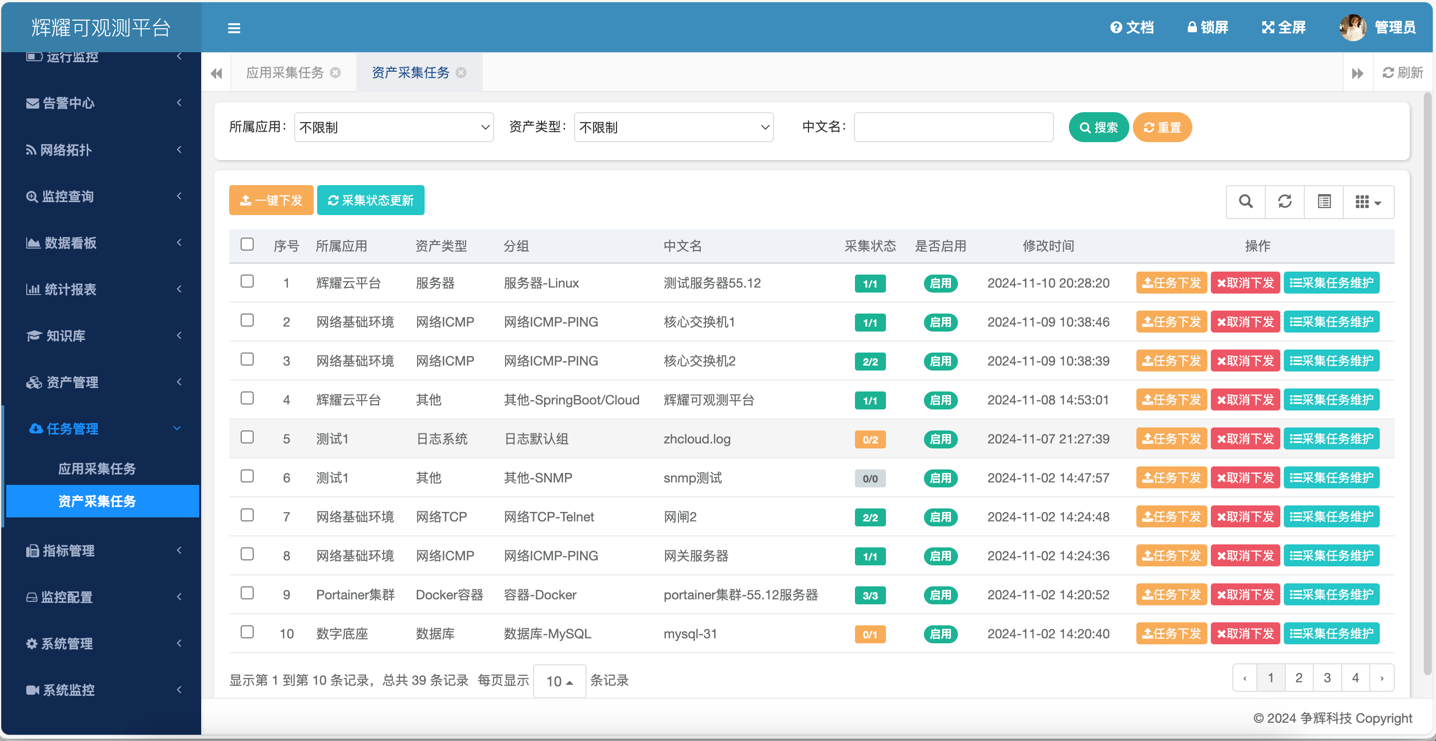 辉耀可观测平台
文档 锁屏 全屏 管理员
运行监控
告警中心
网络拓扑
监控查询
数据看板
统计报表
知识库
资产管理
任务管理
应用采集任务
资产采集任务
指标管理
监控配置
系统管理
系统监控
应用采集任务 资产采集任务 刷新
所属应用： 不限制 资产类型： 不限制 中文名： 搜索 重置
一键下发 采集状态更新
序号 所属应用 资产类型 分组 中文名 采集状态 是否启用 修改时间 操作
1 辉耀云平台 服务器 服务器-Linux 测试服务器55.12 1/1 启用 2024-11-10 20:28:20 任务下发 取消下发 采集任务维护
2 网络基础环境 网络ICMP 网络ICMP-PING 核心交换机1 1/1 启用 2024-11-09 10:38:46 任务下发 取消下发 采集任务维护
3 网络基础环境 网络ICMP 网络ICMP-PING 核心交换机2 2/2 启用 2024-11-09 10:38:39 任务下发 取消下发 采集任务维护
4 辉耀云平台 其他 其他-SpringBoot/Cloud 辉耀可观测平台 1/1 启用 2024-11-08 14:53:01 任务下发 取消下发 采集任务维护
5 测试1 日志系统 日志默认组 zhcloud.log 0/2 启用 2024-11-07 21:27:39 任务下发 取消下发 采集任务维护
6 测试1 其他 其他-SNMP snmp测试 0/0 启用 2024-11-02 14:47:57 任务下发 取消下发 采集任务维护
7 网络基础环境 网络TCP 网络TCP-Telnet 网闸2 2/2 启用 2024-11-02 14:24:48 任务下发 取消下发 采集任务维护
8 网络基础环境 网络ICMP 网络ICMP-PING 网关服务器 1/1 启用 2024-11-02 14:24:36 任务下发 取消下发 采集任务维护
9 Portainer集群 Docker容器 容器-Docker portainer集群-55.12服务器 3/3 启用 2024-11-02 14:20:52 任务下发 取消下发 采集任务维护
10 数字底座 数据库 数据库-MySQL mysql-31 0/1 启用 2024-11-02 14:20:40 任务下发 取消下发 采集任务维护
显示第 1 到第 10 条记录，总共 39 条记录 每页显示 10 条记录 ‹ 1 2 3 4 ›
© 2024 争辉科技 Copyright